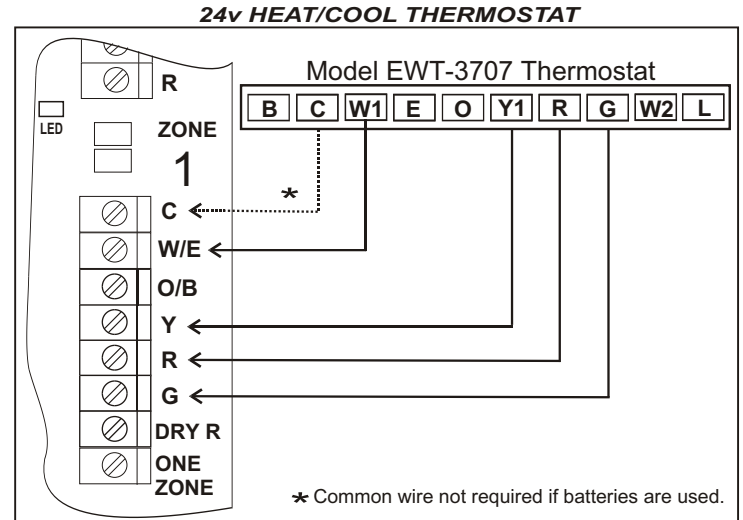 24v HEAT/COOL THERMOSTAT
Model EWT-3707 Thermostat
B C W1 E O Y1 R G W2 L
R
LED
ZONE
1
*
C
W/E
O/B
Y
R
G
DRY R
ONE
ZONE
* Common wire not required if batteries are used.